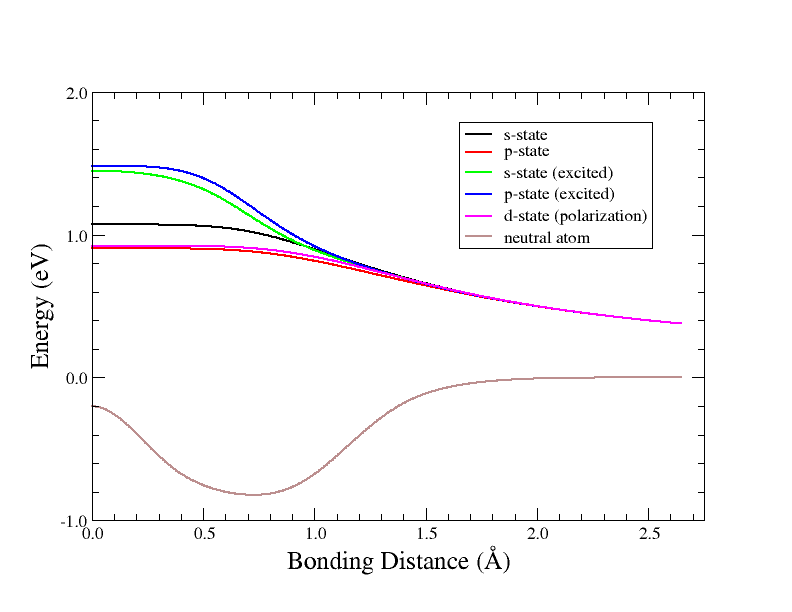 2.0
s-state
p-state
s-state (excited)
p-state (excited)
d-state (polarization)
neutral atom
1.0
Energy (eV)
0.0
-1.0
0.0 0.5 1.0 1.5 2.0 2.5
Bonding Distance (Å)